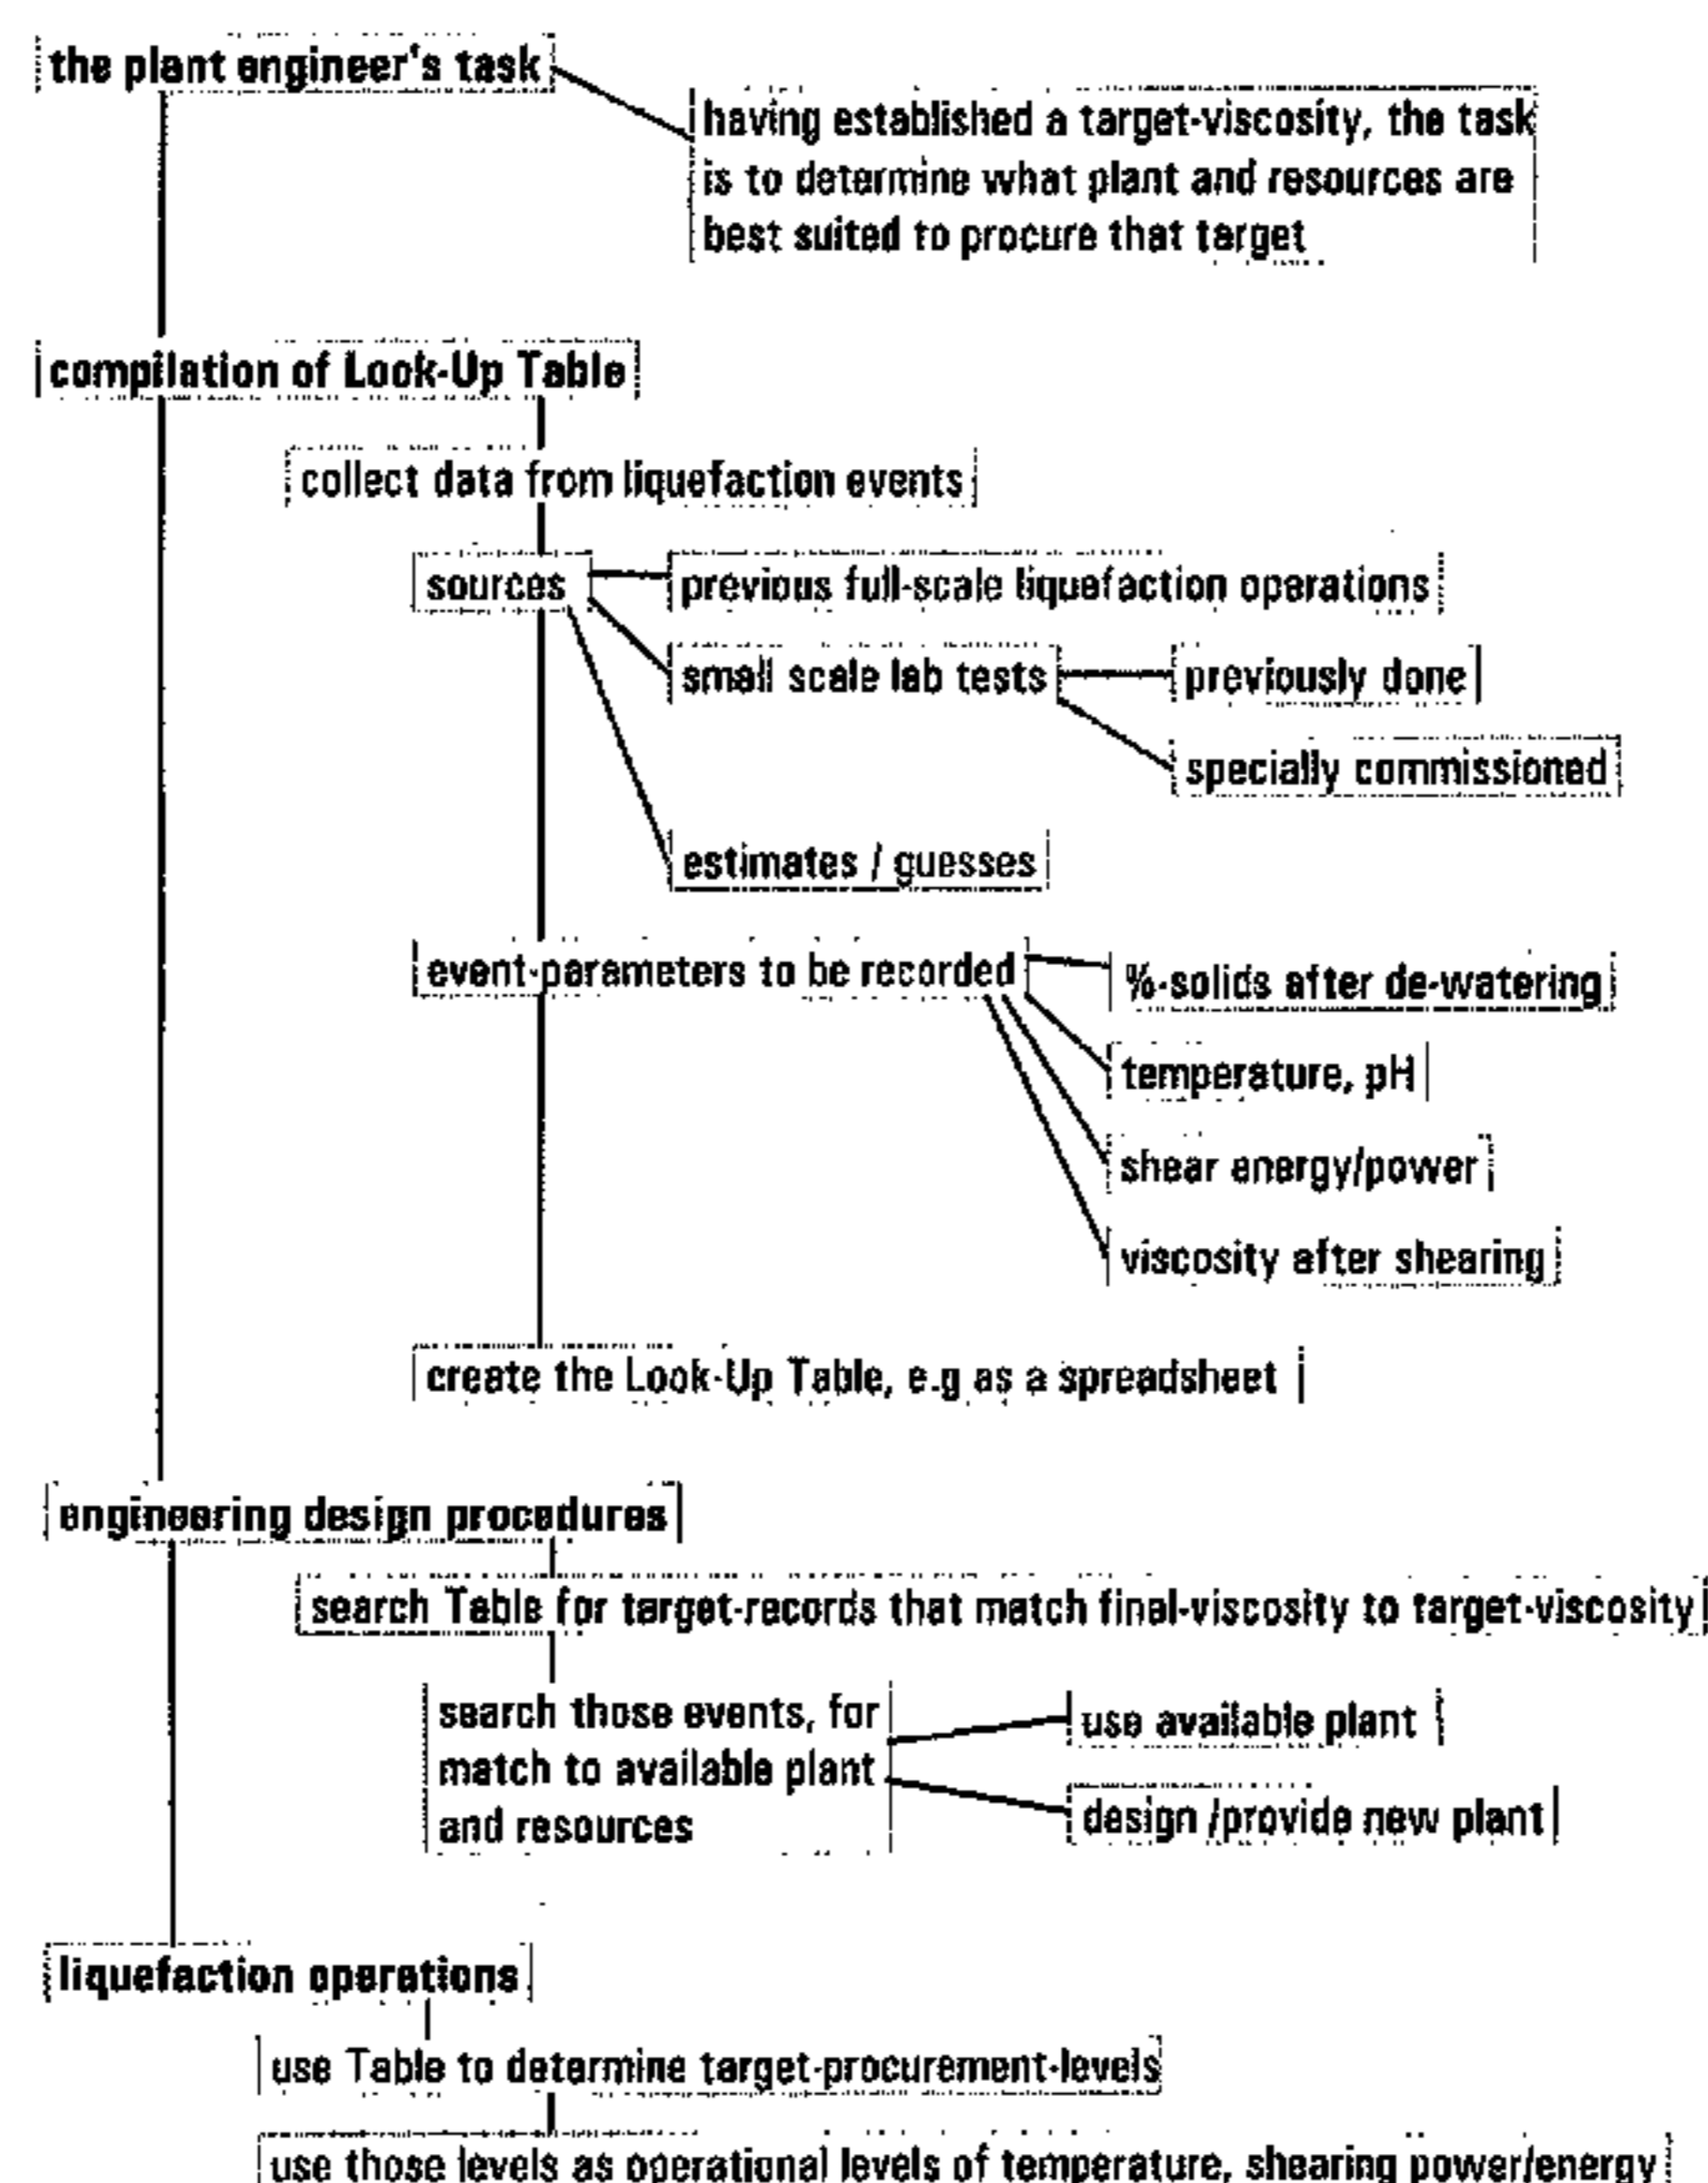 the plant engineer's task
having established a target-viscosity, the task
is to determine what plant and resources are
best suited to procure that target
compilation of Look-Up Table
collect data from liquefaction events
sources
previous full-scale liquefaction operations
small scale lab tests
previously done
specially commissioned
estimates / guesses
event-parameters to be recorded
%-solids after de-watering
temperature, pH
shear energy/power
viscosity after shearing
create the Look-Up Table, e.g as a spreadsheet
engineering design procedures
search Table for target-records that match final-viscosity to target-viscosity
search those events, for
match to available plant
and resources
use available plant
design /provide new plant
liquefaction operations
use Table to determine target-procurement-levels
use those levels as operational levels of temperature, shearing power/energy